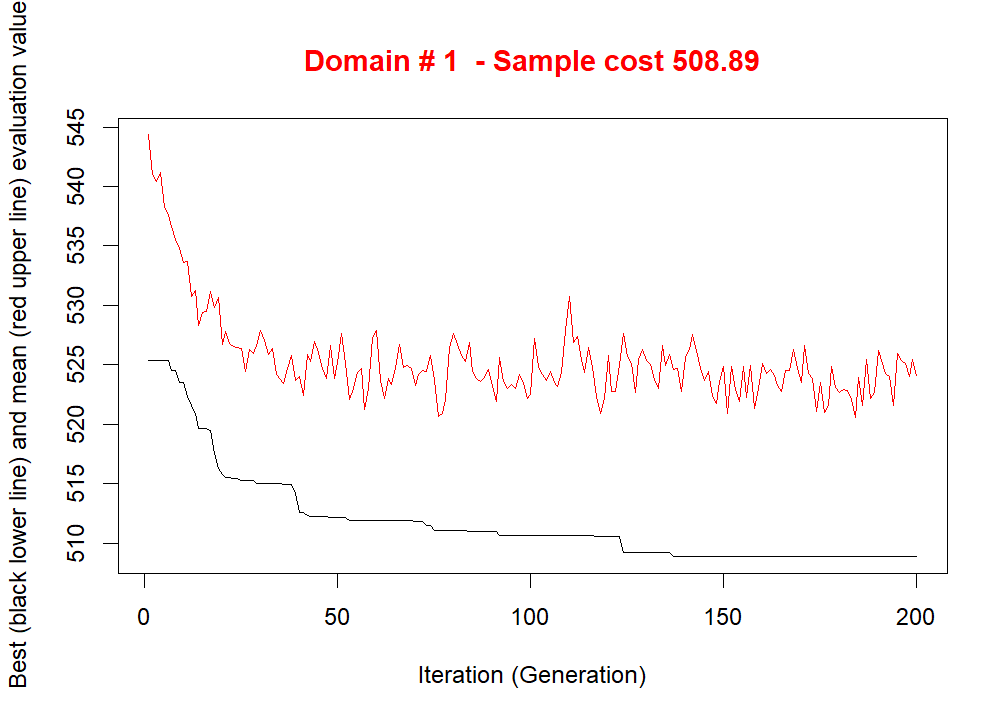 Domain # 1  - Sample cost 508.89
Best (black lower line) and mean (red upper line) evaluation value
545
540
535
530
525
520
515
510
0 50 100 150 200
Iteration (Generation)